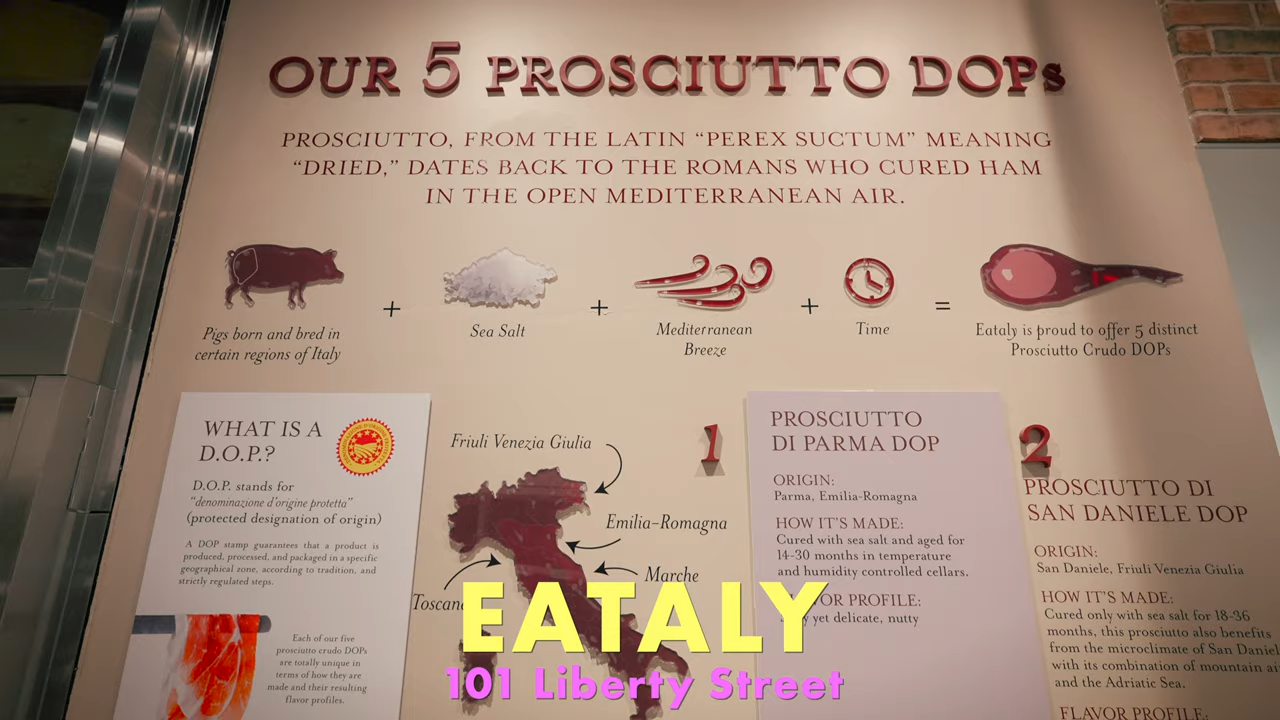 OUR 5 PROSCIUTTO DOPs
PROSCIUTTO, FROM THE LATIN “PEREX SUCTUM” MEANING
“DRIED,” DATES BACK TO THE ROMANS WHO CURED HAM
IN THE OPEN MEDITERRANEAN AIR.
Pigs born and bred in
certain regions of Italy
+
Sea Salt
+
Mediterranean
Breeze
+
Time
=
Eataly is proud to offer 5 distinct
Prosciutto Crudo DOPs
WHAT IS A
D.O.P.?
D.O.P. stands for
“denominazione d'origine protetta”
(protected designation of origin)
A DOP stamp guarantees that a product is
produced, processed, and packaged in a specific
geographical zone, according to tradition, and
strictly regulated steps.
Each of our five
prosciutto crudo DOPs
are totally unique in
terms of how they are
made and their resulting
flavor profiles.
Friuli Venezia Giulia
Emilia-Romagna
Marche
1
PROSCIUTTO
DI PARMA DOP
ORIGIN:
Parma, Emilia-Romagna
HOW IT'S MADE:
Cured with sea salt and aged for
14-30 months in temperature
and humidity controlled cellars.
PROFILE:
yet delicate, nutty
2
PROSCIUTTO DI
SAN DANIELE DOP
ORIGIN:
San Daniele, Friuli Venezia Giulia
HOW IT'S MADE:
Cured only with sea salt for 18-36
months, this prosciutto also benefits
from the microclimate of San Daniel
with its combination of mountain air
and the Adriatic Sea.
FLAVOR PROFILE:
EATALY
101 Liberty Street